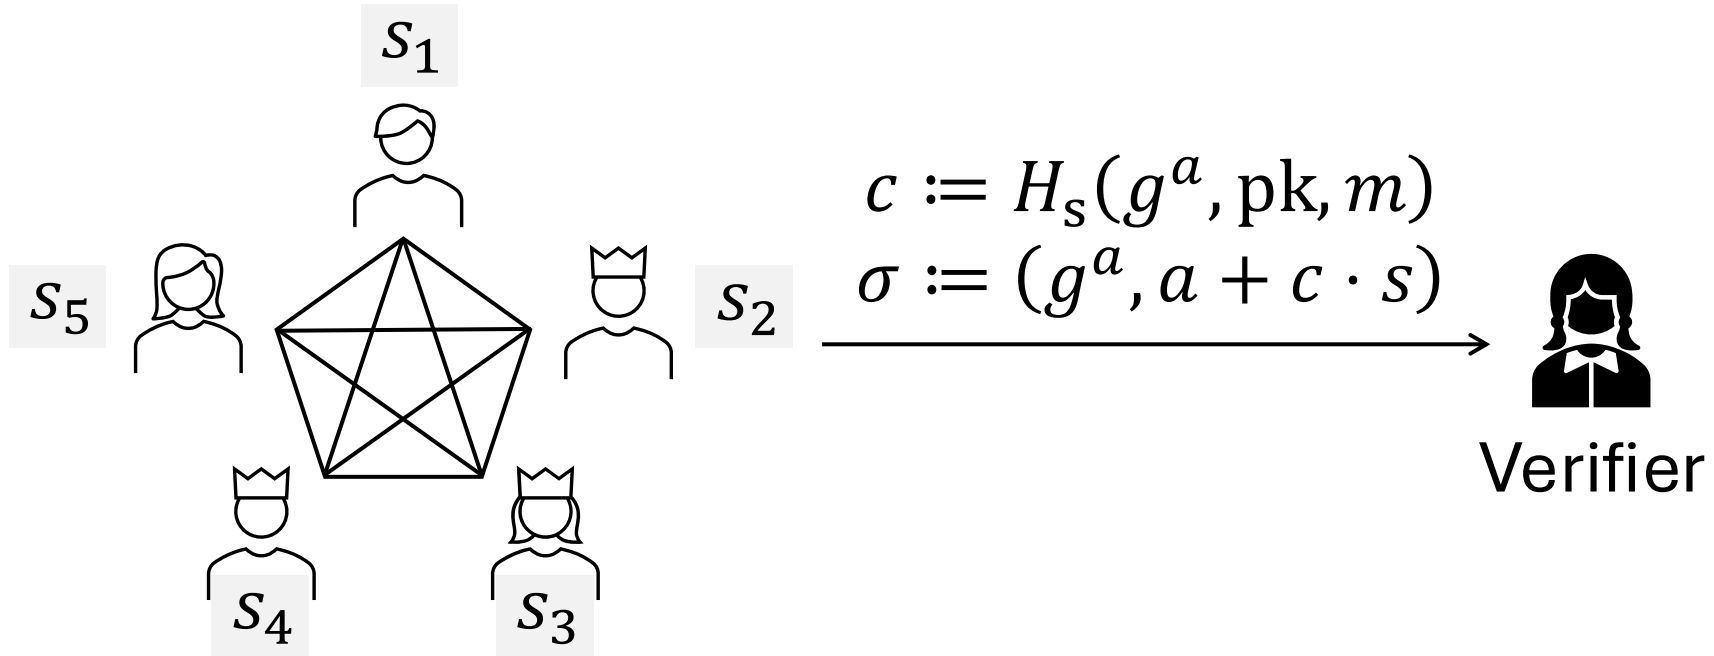 s₁
s₅
s₂
s₄
s₃
c := Hₛ(gᵃ, pk, m)
σ := (gᵃ, a + c · s)
Verifier